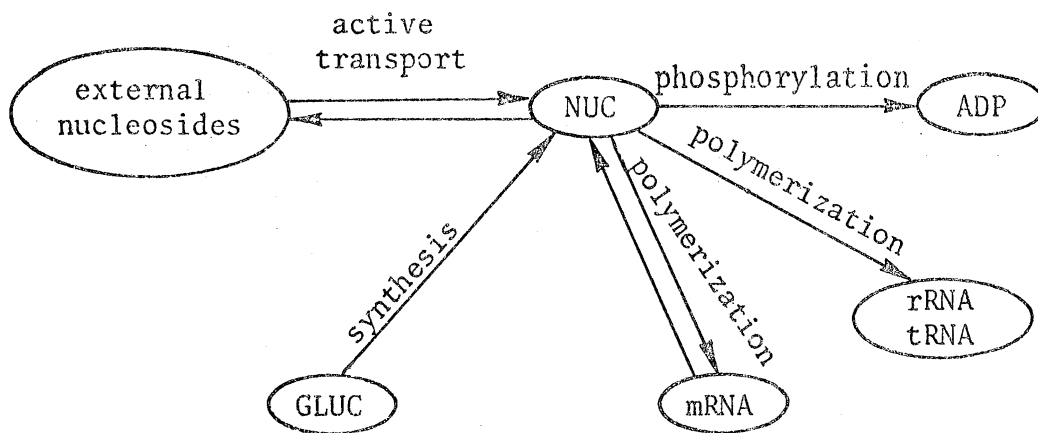 active
transport
external
nucleosides
NUC
phosphorylation
ADP
polymerization
polymerization
synthesis
rRNA
tRNA
GLUC
mRNA